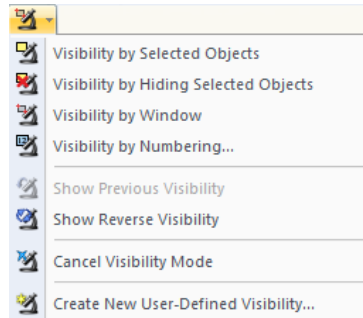 Visibility by Selected Objects
Visibility by Hiding Selected Objects
Visibility by Window
Visibility by Numbering...
Show Previous Visibility
Show Reverse Visibility
Cancel Visibility Mode
Create New User-Defined Visibility...